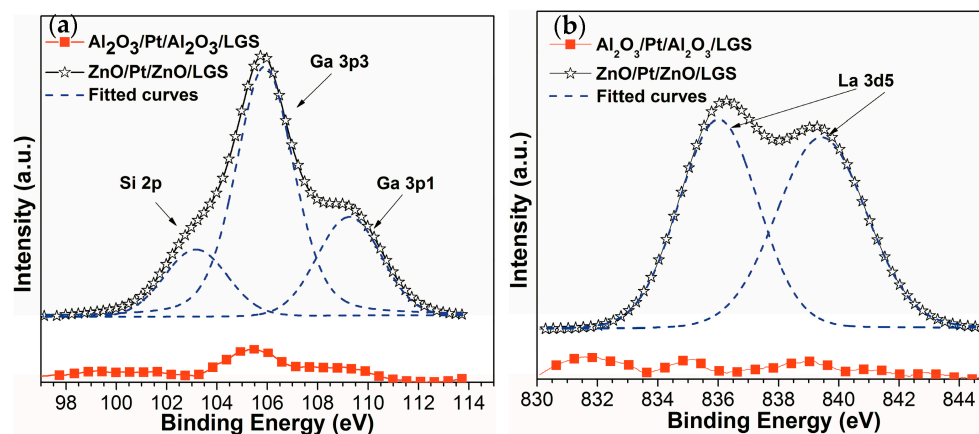 (a)
Al₂O₃/Pt/Al₂O₃/LGS
ZnO/Pt/ZnO/LGS
Fitted curves
Ga 3p3
Si 2p
Ga 3p1
Intensity (a.u.)
98 100 102 104 106 108 110 112 114
Binding Energy (eV)
(b)
Al₂O₃/Pt/Al₂O₃/LGS
ZnO/Pt/ZnO/LGS
Fitted curves
La 3d5
Intensity (a.u.)
830 832 834 836 838 840 842 844
Binding Energy (eV)